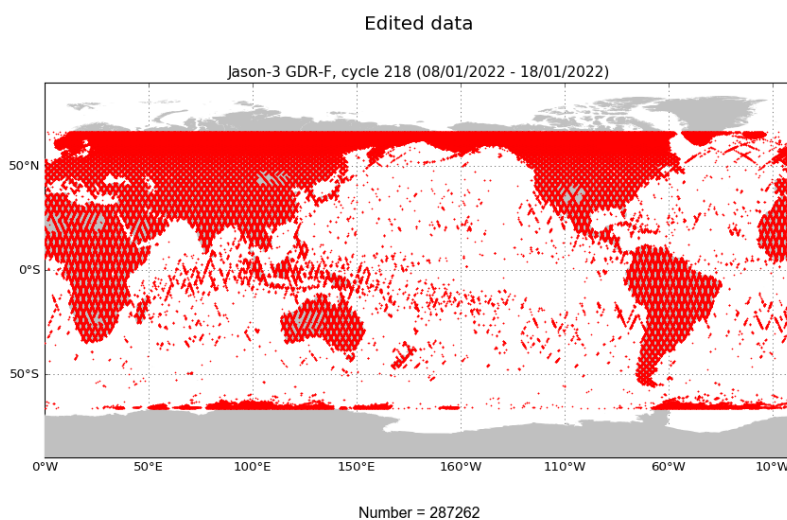 Edited data
Jason-3 GDR-F, cycle 218 (08/01/2022 - 18/01/2022)
50°N
0°S
50°S
0°W 50°E 100°E 150°E 160°W 110°W 60°W 10°W
Number = 287262